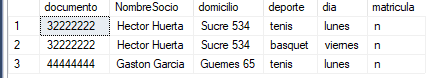 documento NombreSocio domicilio deporte dia matricula
1 32222222 Hector Huerta Sucre 534 tenis lunes n
2 32222222 Hector Huerta Sucre 534 basquet viernes n
3 44444444 Gaston Garcia Guemes 65 tenis lunes n